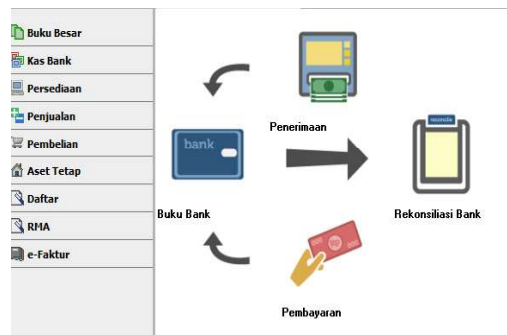 Buku Besar
Kas Bank
Persediaan
Penjualan
Pembelian
Aset Tetap
Daftar
RMA
e-Faktur
Penerimaan
bank
Buku Bank
Rekonsiliasi Bank
Pembayaran